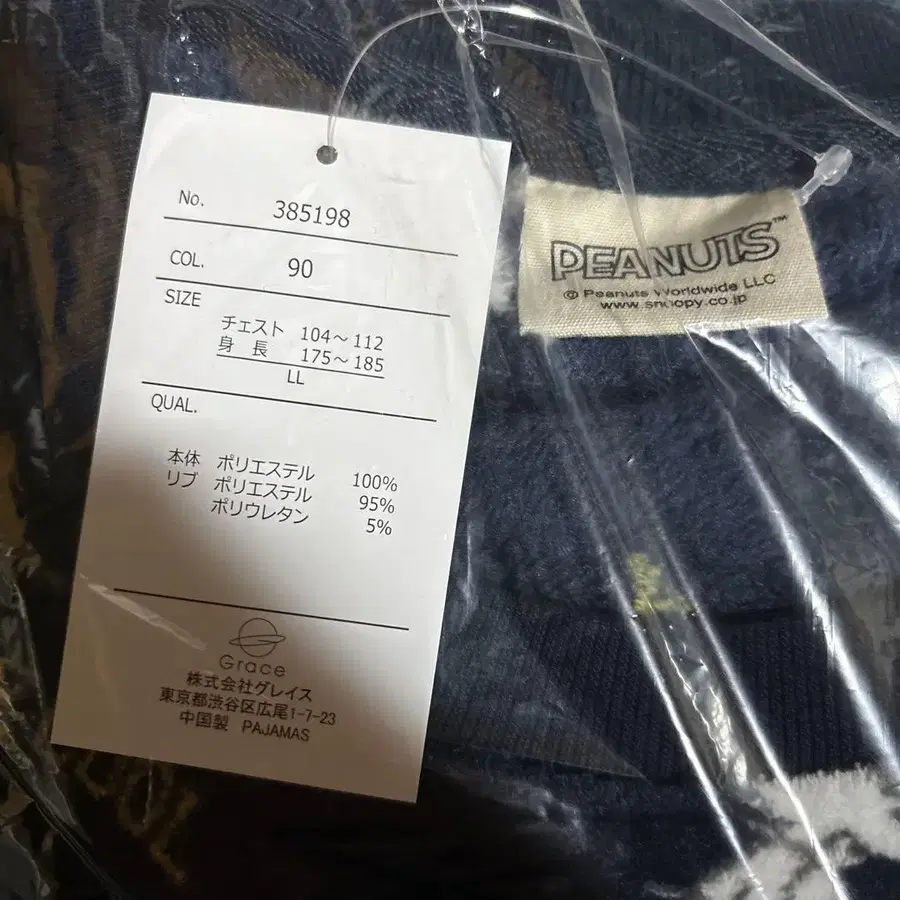 No. 385198
COL. 90
SIZE
チェスト 104～112
身長 175～185
LL
QUAL.
本体 ポリエステル 100%
リブ ポリエステル 95%
ポリウレタン 5%
Grace
株式会社グレイス
東京都渋谷区広尾1-7-23
中国製 PAJAMAS
PEANUTS™
© Peanuts Worldwide LLC
www.snoopy.co.jp